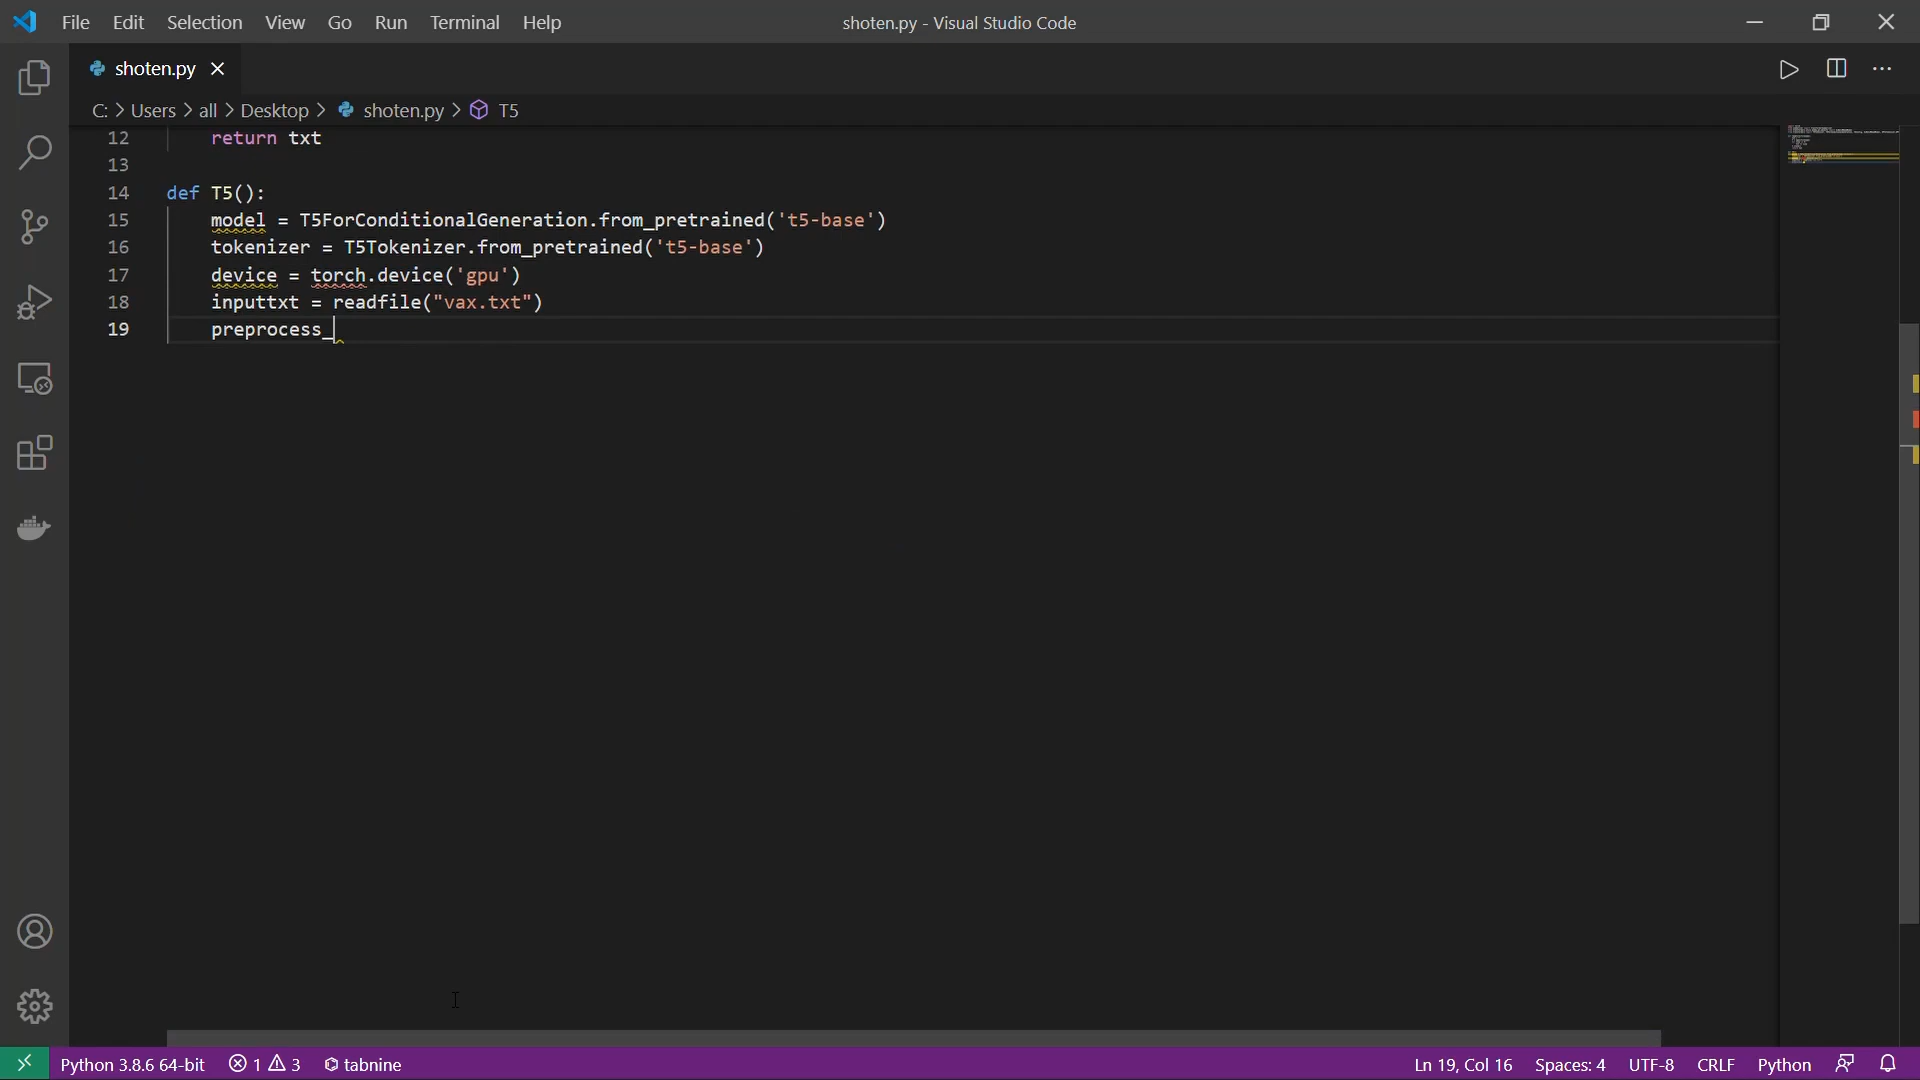 File Edit Selection View Go Run Terminal Help
shoten.py - Visual Studio Code
shoten.py
C: > Users > all > Desktop > shoten.py > T5
12 return txt
13
14 def T5():
15 model = T5ForConditionalGeneration.from_pretrained('t5-base')
16 tokenizer = T5Tokenizer.from_pretrained('t5-base')
17 device = torch.device('gpu')
18 inputtxt = readfile("vax.txt")
19 preprocess_
Python 3.8.6 64-bit 1 3 tabnine Ln 19, Col 16 Spaces: 4 UTF-8 CRLF Python